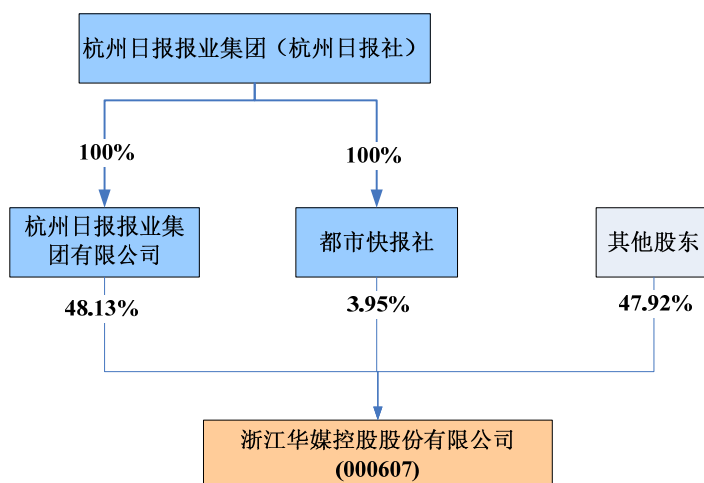 杭州日报报业集团（杭州日报社）
100%
100%
杭州日报报业集
团有限公司
都市快报社
其他股东
48.13%
3.95%
47.92%
浙江华媒控股股份有限公司
(000607)